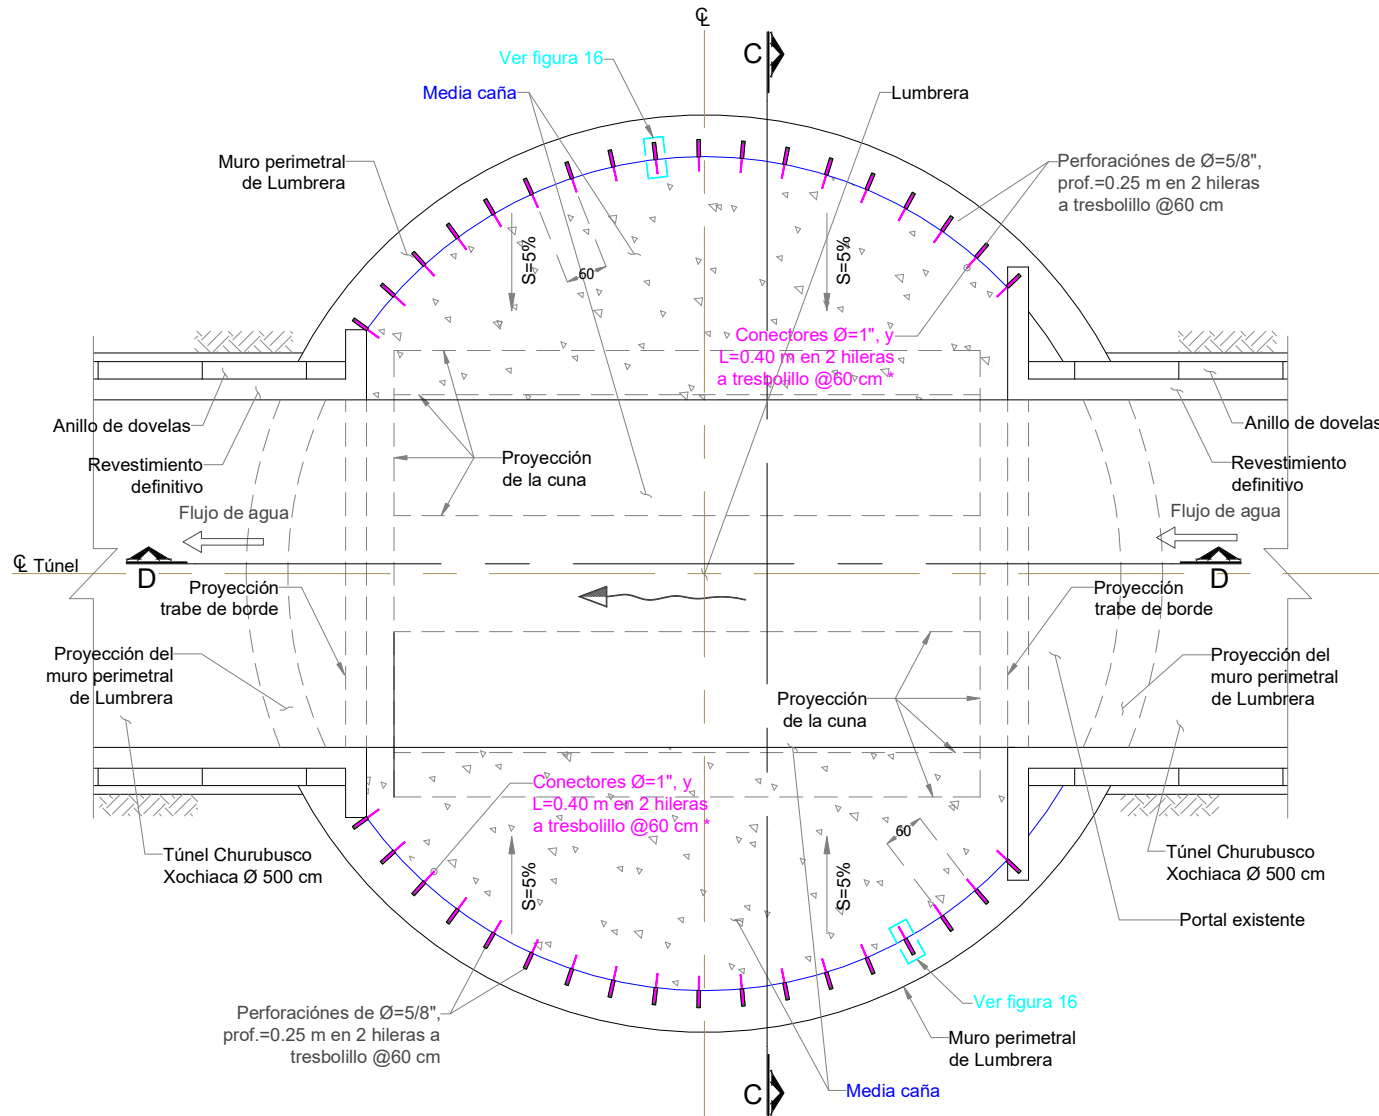 ℄
C
Ver figura 16
Media caña
Lumbrera
Muro perimetral
de Lumbrera
Perforaciónes de Ø=5/8",
prof.=0.25 m en 2 hileras
a tresbolillo @60 cm
S=5%
60
S=5%
Conectores Ø=1", y
L=0.40 m en 2 hileras
a tresbolillo @60 cm *
Anillo de dovelas
Revestimiento
definitivo
Proyección
de la cuna
Anillo de dovelas
Revestimiento
definitivo
Flujo de agua
Flujo de agua
℄ Túnel
D
D
Proyección
trabe de borde
Proyección
trabe de borde
Proyección del
muro perimetral
de Lumbrera
Proyección
de la cuna
Proyección del
muro perimetral
de Lumbrera
Conectores Ø=1", y
L=0.40 m en 2 hileras
a tresbolillo @60 cm *
60
Túnel Churubusco
Xochiaca Ø 500 cm
S=5%
S=5%
Túnel Churubusco
Xochiaca Ø 500 cm
Portal existente
Perforaciónes de Ø=5/8",
prof.=0.25 m en 2 hileras a
tresbolillo @60 cm
Ver figura 16
Muro perimetral
de Lumbrera
Media caña
C